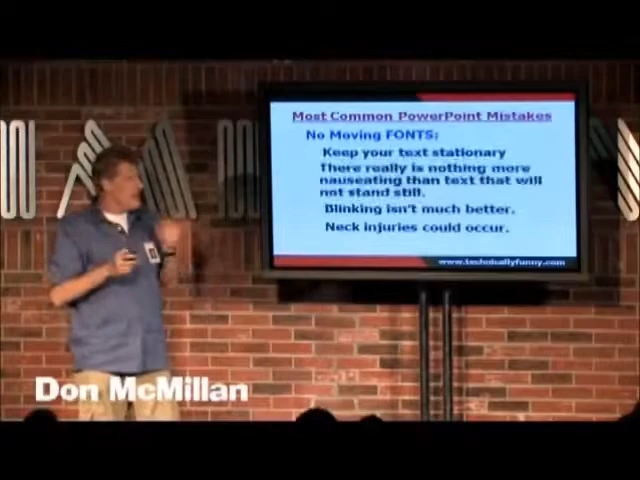 Most Common PowerPoint Mistakes
No Moving FONTS:
Keep your text stationary
There really is nothing more
nauseating than text that will
not stand still.
Blinking isn't much better.
Neck injuries could occur.
www.technicallyfunny.com
Don McMillan